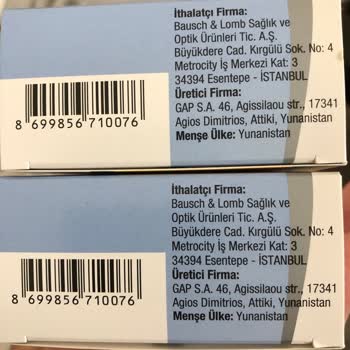 İthalatçı Firma:
Bausch & Lomb Sağlık ve
Optik Ürünleri Tic. A.Ş.
Büyükdere Cad. Kırgülü Sok. No: 4
Metrocity İş Merkezi Kat: 3
34394 Esentepe - İSTANBUL
Üretici Firma:
GAP S.A. 46, Agissilaou str., 17341
Agios Dimitrios, Attiki, Yunanistan
Menşe Ülke: Yunanistan
8 699856 710076
İthalatçı Firma:
Bausch & Lomb Sağlık ve
Optik Ürünleri Tic. A.Ş.
Büyükdere Cad. Kırgülü Sok. No: 4
Metrocity İş Merkezi Kat: 3
34394 Esentepe - İSTANBUL
Üretici Firma:
GAP S.A. 46, Agissilaou str., 17341
Agios Dimitrios, Attiki, Yunanistan
Menşe Ülke: Yunanistan
8 699856 710076